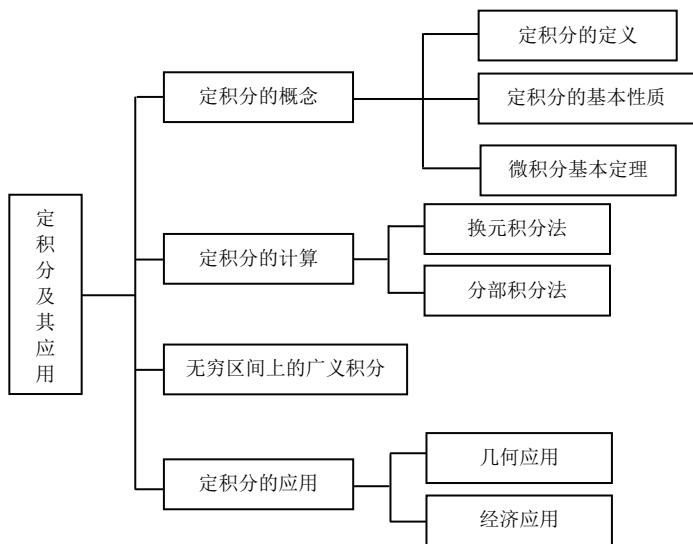 定积分及其应用
定积分的概念
定积分的定义
定积分的基本性质
微积分基本定理
定积分的计算
换元积分法
分部积分法
无穷区间上的广义积分
定积分的应用
几何应用
经济应用